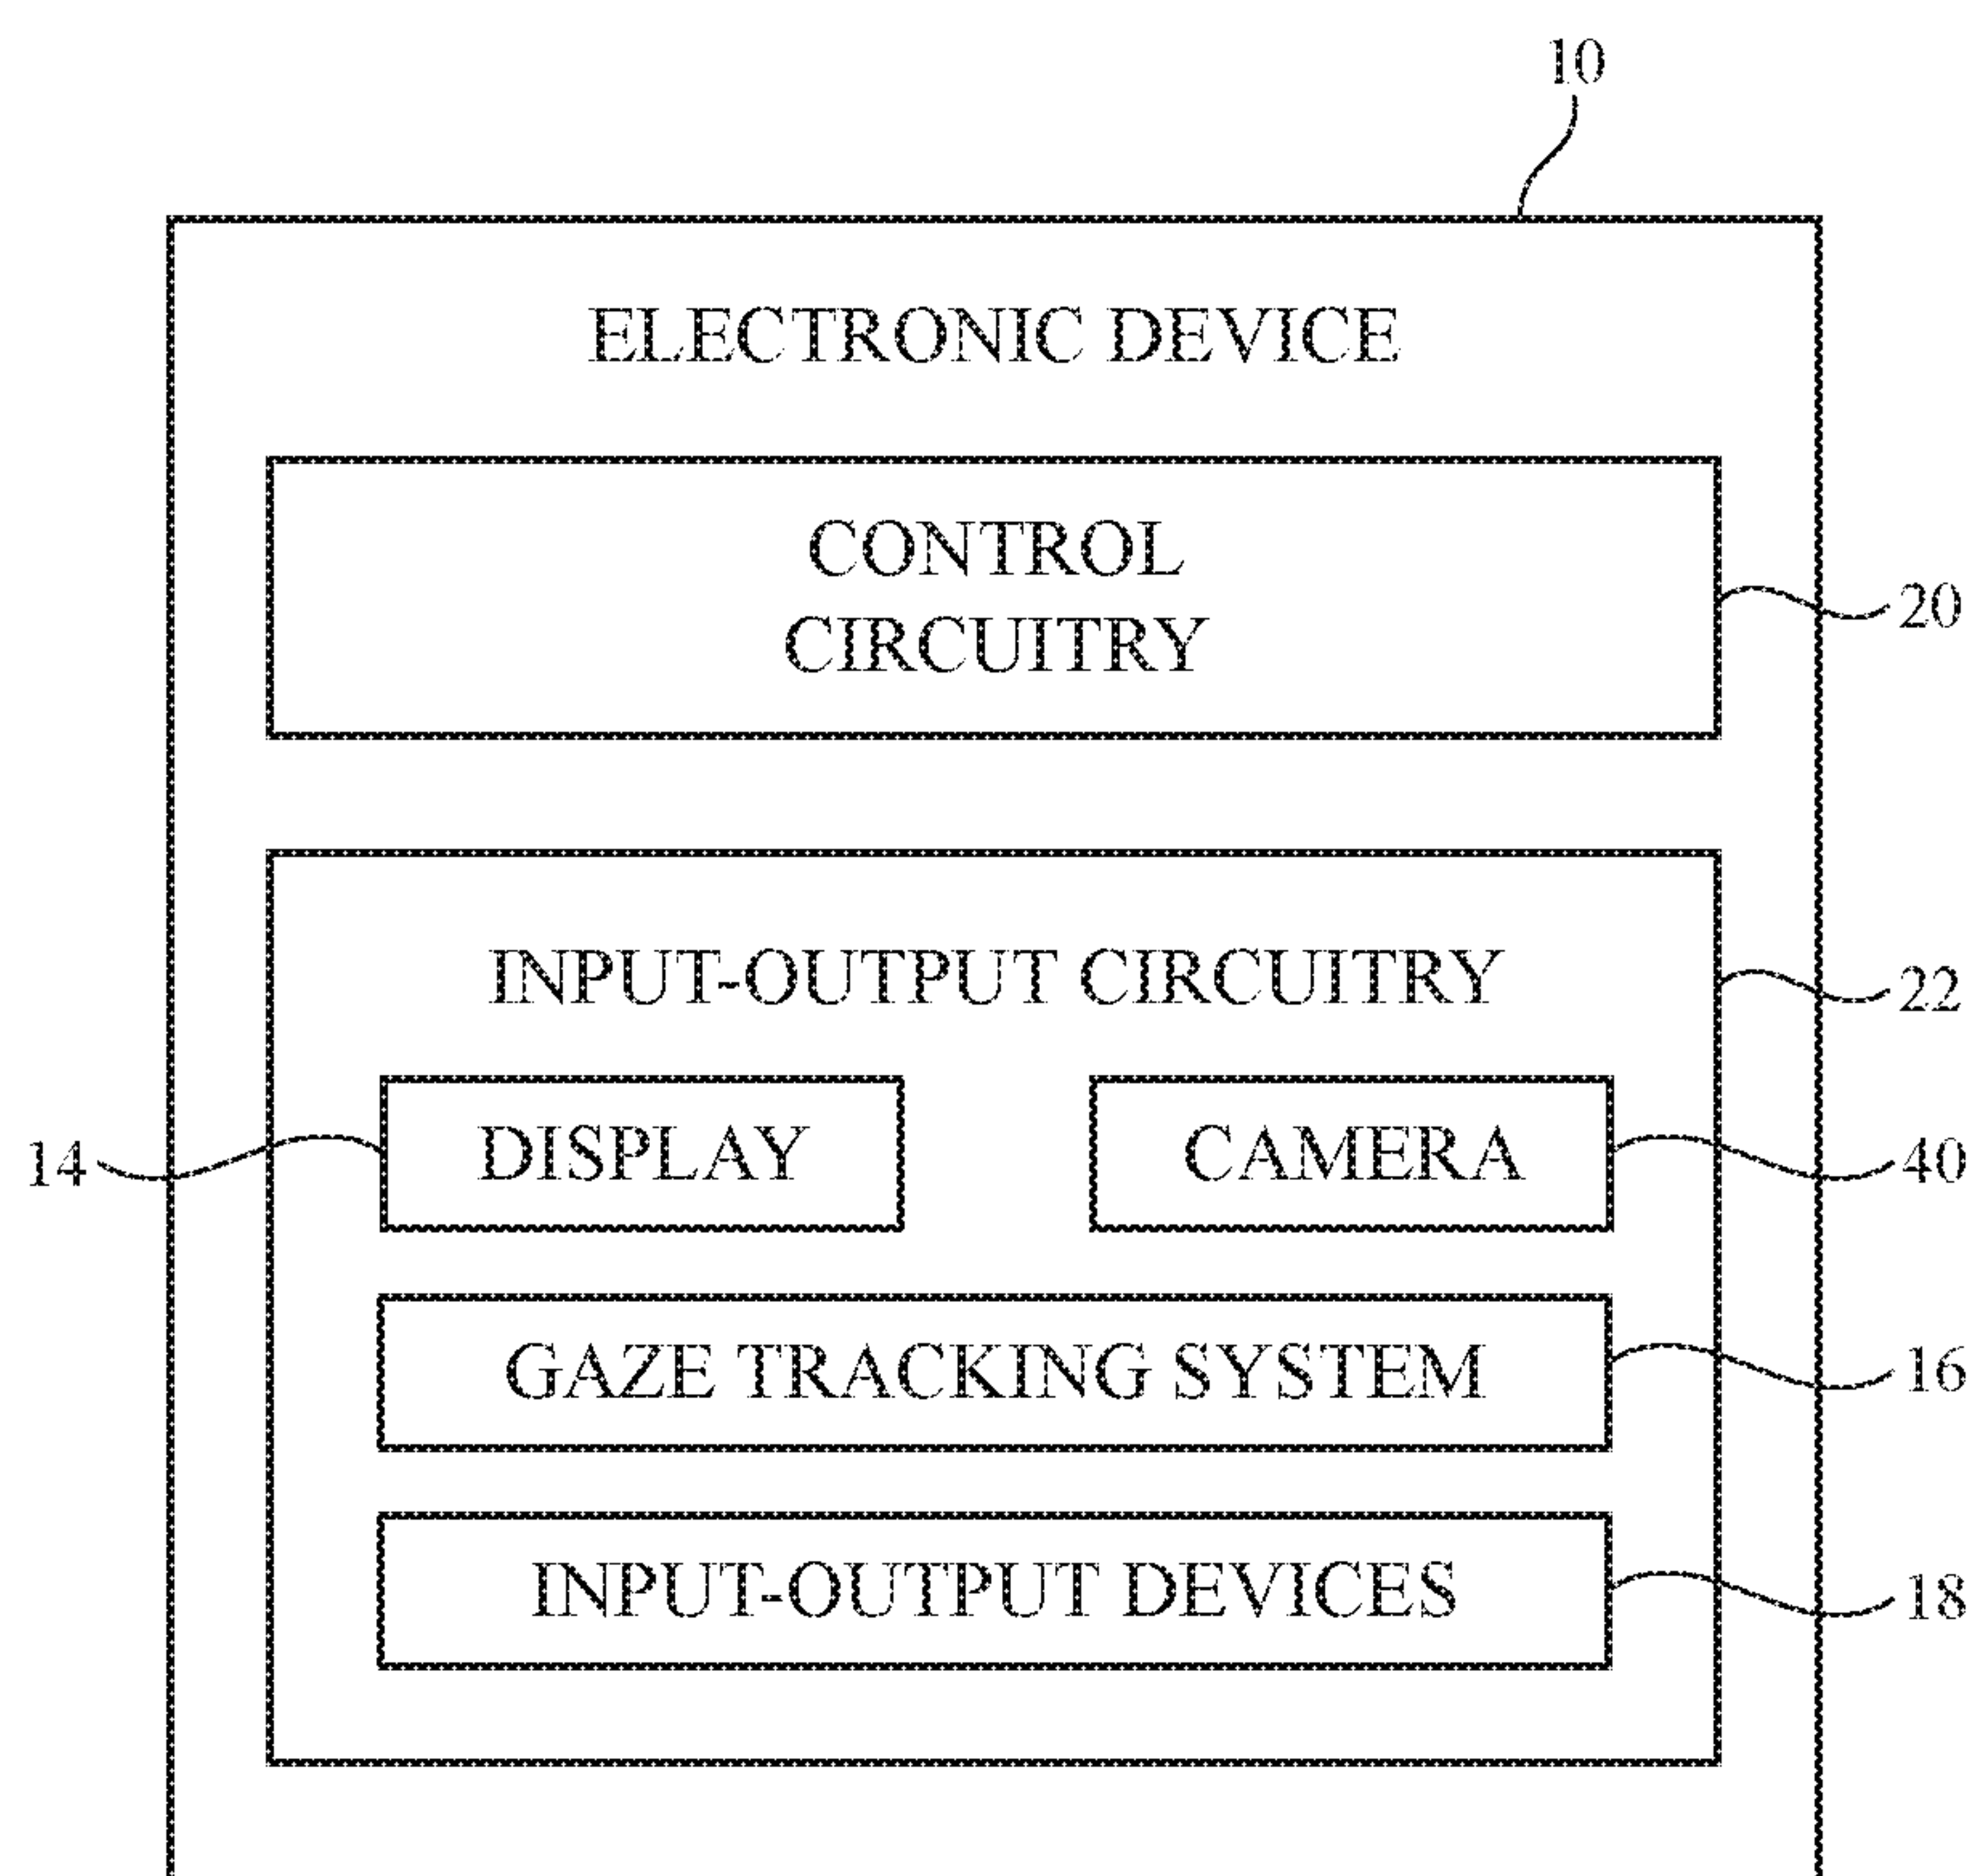 10
ELECTRONIC DEVICE
CONTROL
CIRCUITRY
20
INPUT-OUTPUT CIRCUITRY
22
14
DISPLAY
CAMERA
40
GAZE TRACKING SYSTEM
16
INPUT-OUTPUT DEVICES
18